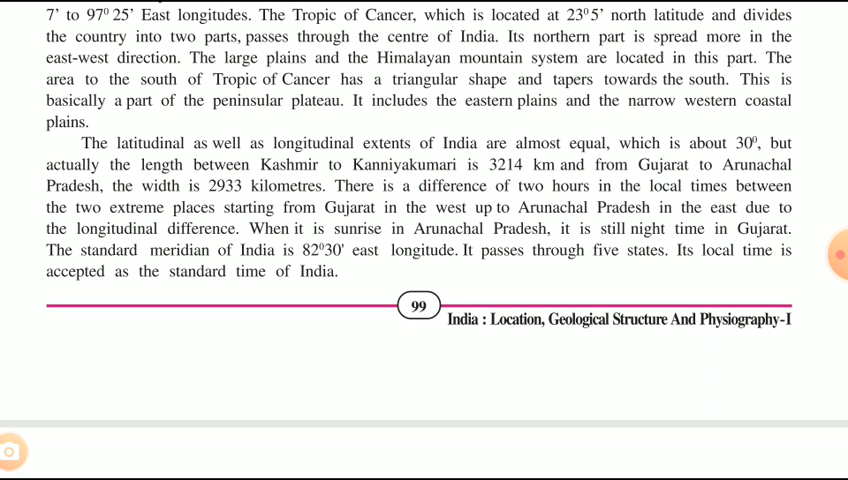 7’ to 97⁰ 25’ East longitudes. The Tropic of Cancer, which is located at 23⁰5’ north latitude and divides
the country into two parts, passes through the centre of India. Its northern part is spread more in the
east-west direction. The large plains and the Himalayan mountain system are located in this part. The
area to the south of Tropic of Cancer has a triangular shape and tapers towards the south. This is
basically a part of the peninsular plateau. It includes the eastern plains and the narrow western coastal
plains.
The latitudinal as well as longitudinal extents of India are almost equal, which is about 30⁰, but
actually the length between Kashmir to Kanniyakumari is 3214 km and from Gujarat to Arunachal
Pradesh, the width is 2933 kilometres. There is a difference of two hours in the local times between
the two extreme places starting from Gujarat in the west up to Arunachal Pradesh in the east due to
the longitudinal difference. When it is sunrise in Arunachal Pradesh, it is still night time in Gujarat.
The standard meridian of India is 82⁰30' east longitude. It passes through five states. Its local time is
accepted as the standard time of India.
99
India : Location, Geological Structure And Physiography-I